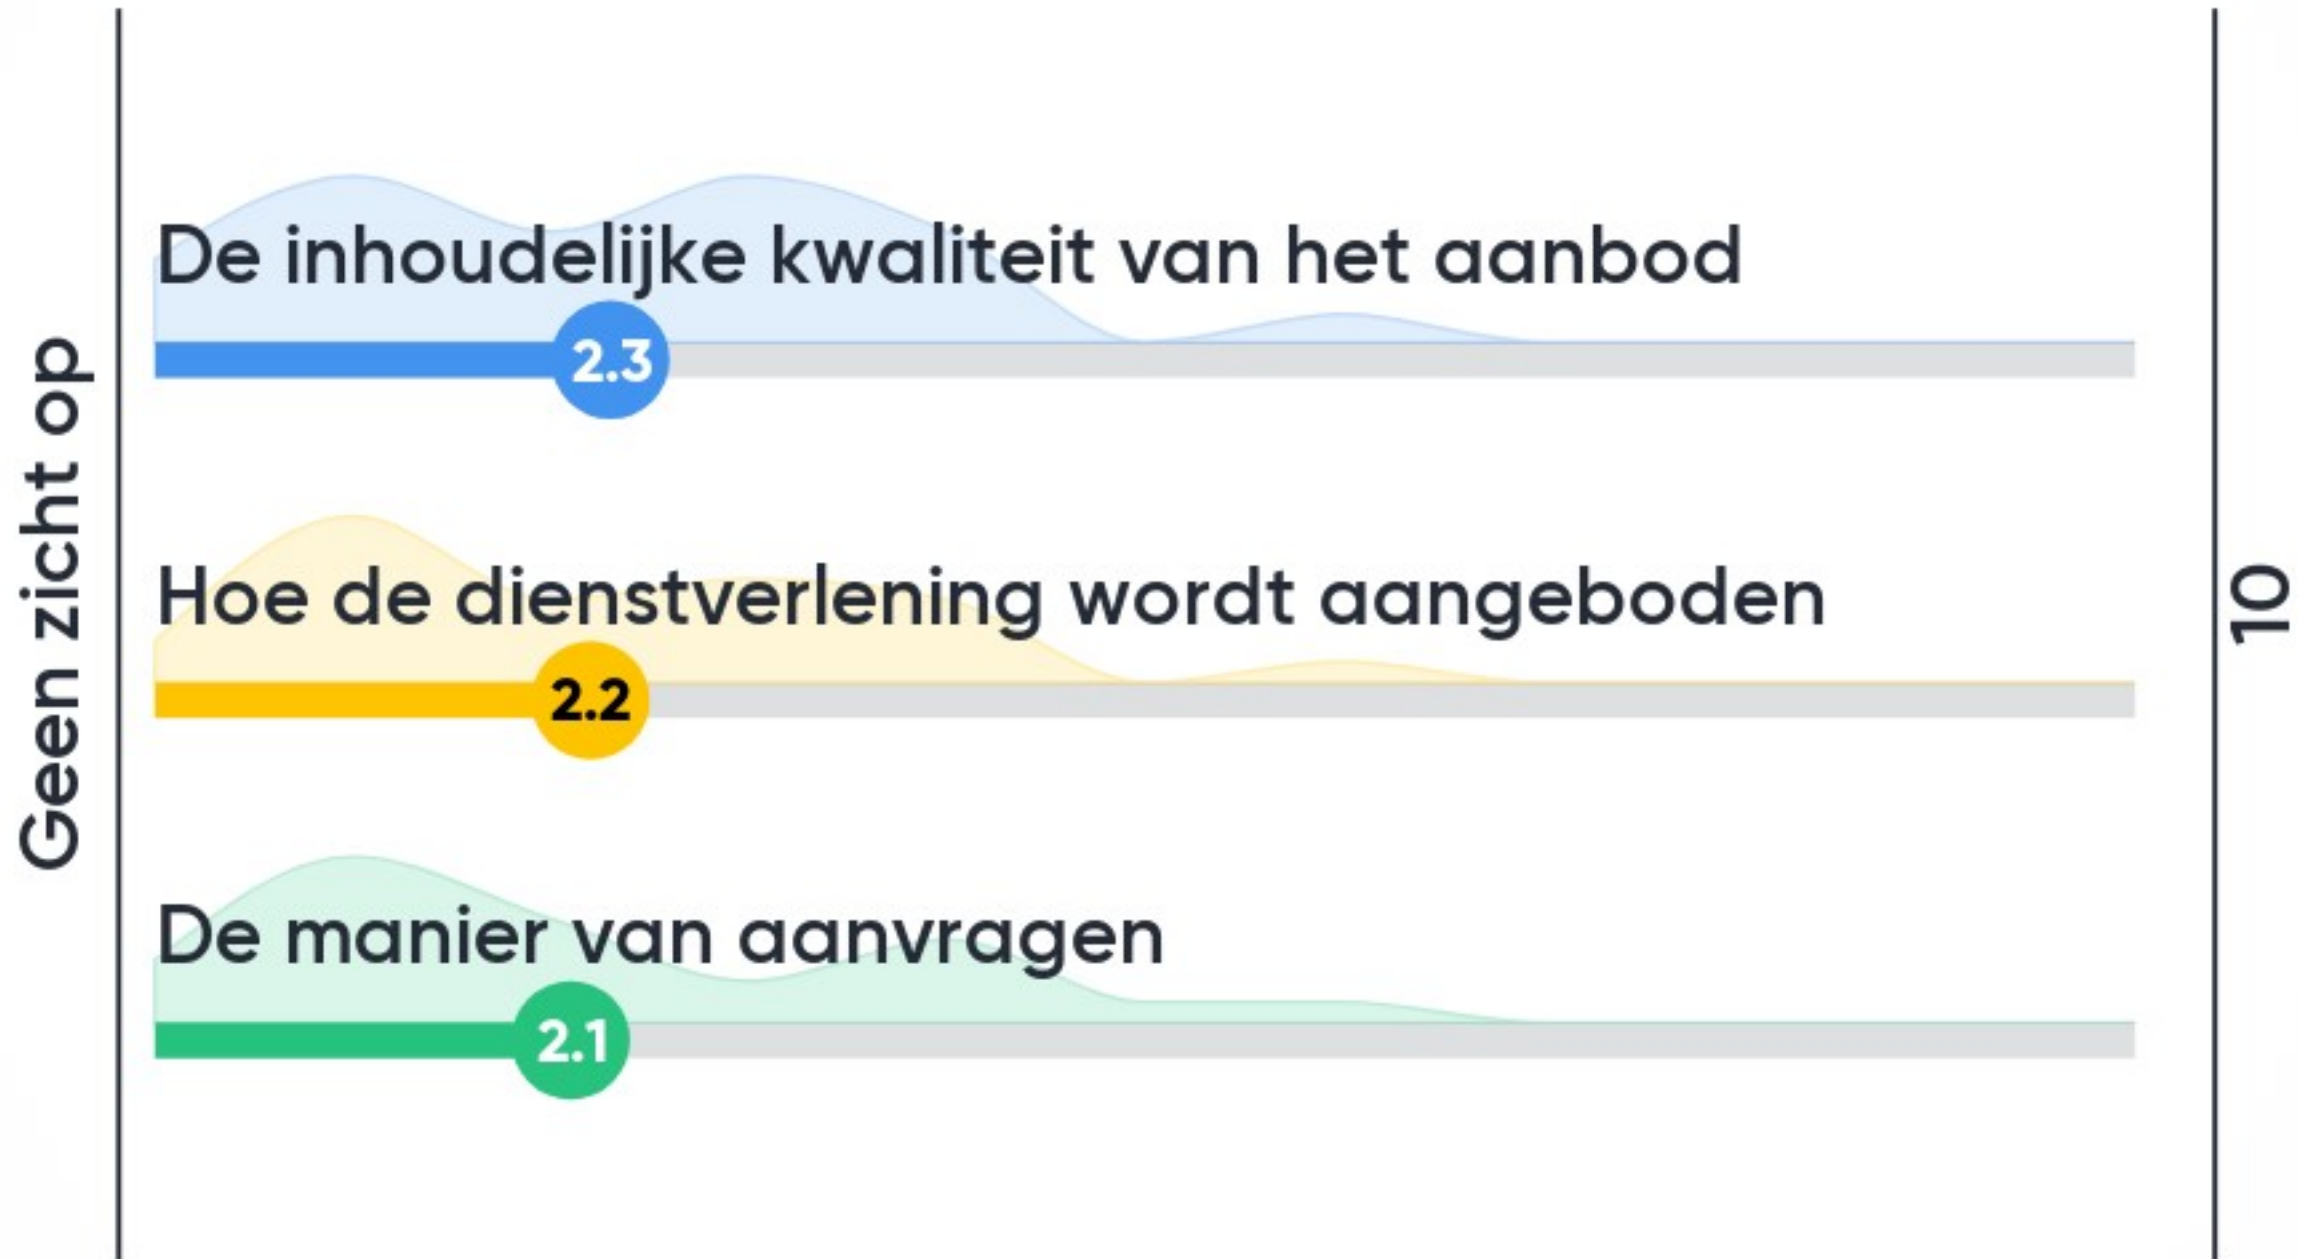 Geen zicht op
De inhoudelijke kwaliteit van het aanbod
2.3
Hoe de dienstverlening wordt aangeboden
2.2
De manier van aanvragen
2.1
10